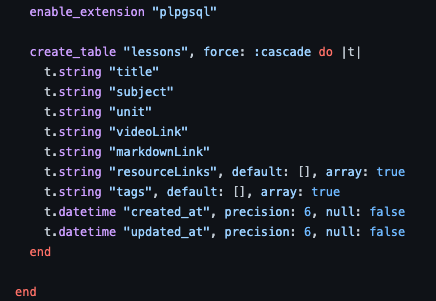 enable_extension "plpgsql"
create_table "lessons", force: :cascade do |t|
t.string "title"
t.string "subject"
t.string "unit"
t.string "videoLink"
t.string "markdownLink"
t.string "resourceLinks", default: [], array: true
t.string "tags", default: [], array: true
t.datetime "created_at", precision: 6, null: false
t.datetime "updated_at", precision: 6, null: false
end
end